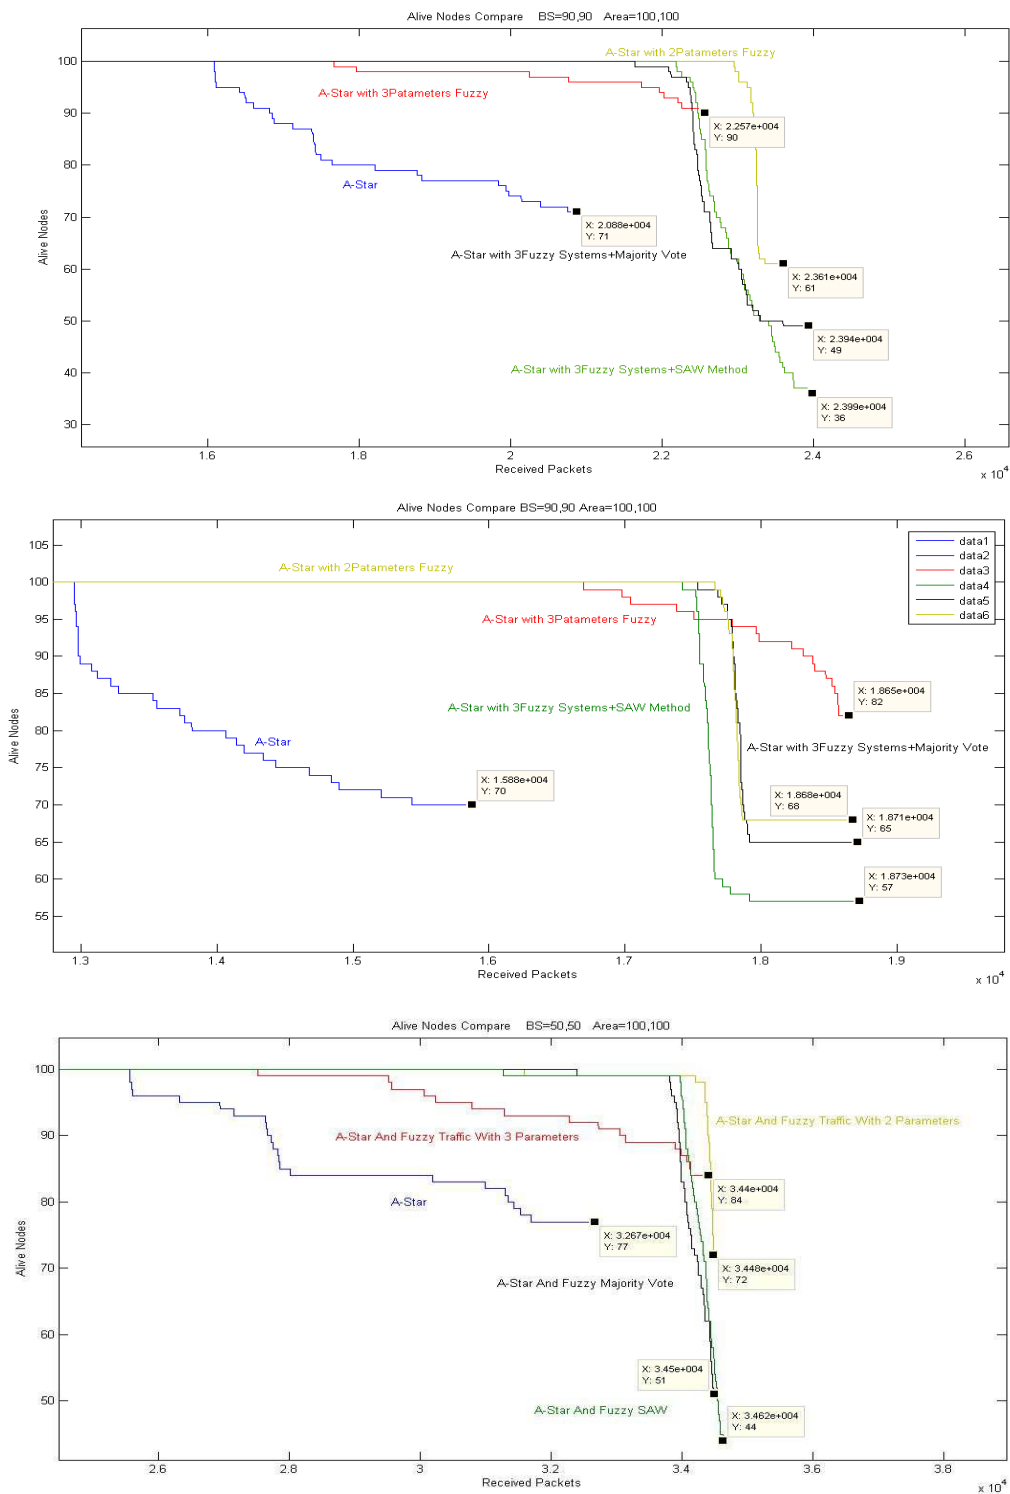 Alive Nodes Compare BS=90,90 Area=100,100
A-Star with 2Patameters Fuzzy
100
A-Star with 3Patameters Fuzzy
90
X: 2.257e+004
Y: 90
80
A-Star
70
X: 2.088e+004
Y: 71
Alive Nodes
A-Star with 3Fuzzy Systems+Majority Vote
60
X: 2.361e+004
Y: 61
50
X: 2.394e+004
Y: 49
A-Star with 3Fuzzy Systems+SAW Method
40
X: 2.399e+004
Y: 36
30
1.6 1.8 2 2.2 2.4 2.6
Received Packets
x 10^4
Alive Nodes Compare BS=90,90 Area=100,100
105
data1
data2
data3
data4
data5
data6
A-Star with 2Patameters Fuzzy
100
95
A-Star with 3Patameters Fuzzy
90
85
X: 1.865e+004
Y: 82
A-Star with 3Fuzzy Systems+SAW Method
80
Alive Nodes
A-Star
A-Star with 3Fuzzy Systems+Majority Vote
75
X: 1.588e+004
Y: 70
70
X: 1.868e+004
Y: 68
X: 1.871e+004
Y: 65
65
60
X: 1.873e+004
Y: 57
55
1.3 1.4 1.5 1.6 1.7 1.8 1.9
Received Packets
x 10^4
Alive Nodes Compare BS=50,50 Area=100,100
100
A-Star And Fuzzy Traffic With 2 Parameters
90
A-Star And Fuzzy Traffic With 3 Parameters
X: 3.44e+004
Y: 84
80
A-Star
X: 3.267e+004
Y: 77
Alive Nodes
70
X: 3.448e+004
Y: 72
A-Star And Fuzzy Majority Vote
60
X: 3.45e+004
Y: 51
50
A-Star And Fuzzy SAW
X: 3.462e+004
Y: 44
2.6 2.8 3.0 3.2 3.4 3.6 3.8
Received Packets
x 10^4